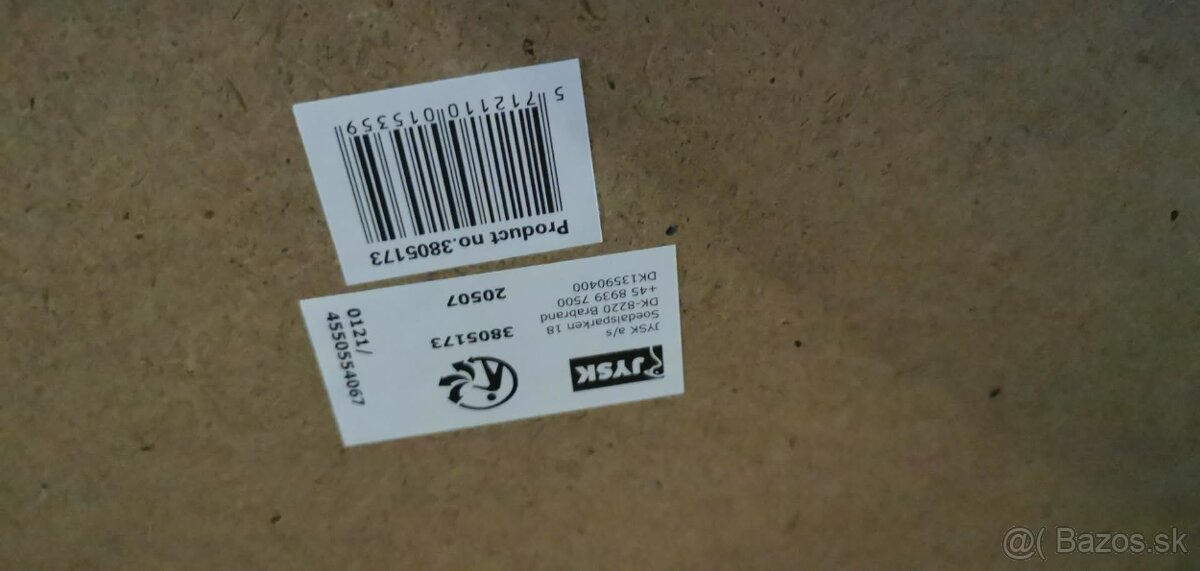 Product no.3805173
5 712110 015359
JYSK
JYSK a/s
Soedalsparken 18
DK-8220 Brabrand
+45 8939 7500
DK13590400
3805173
20507
0121/
4550554067
@( Bazos.sk